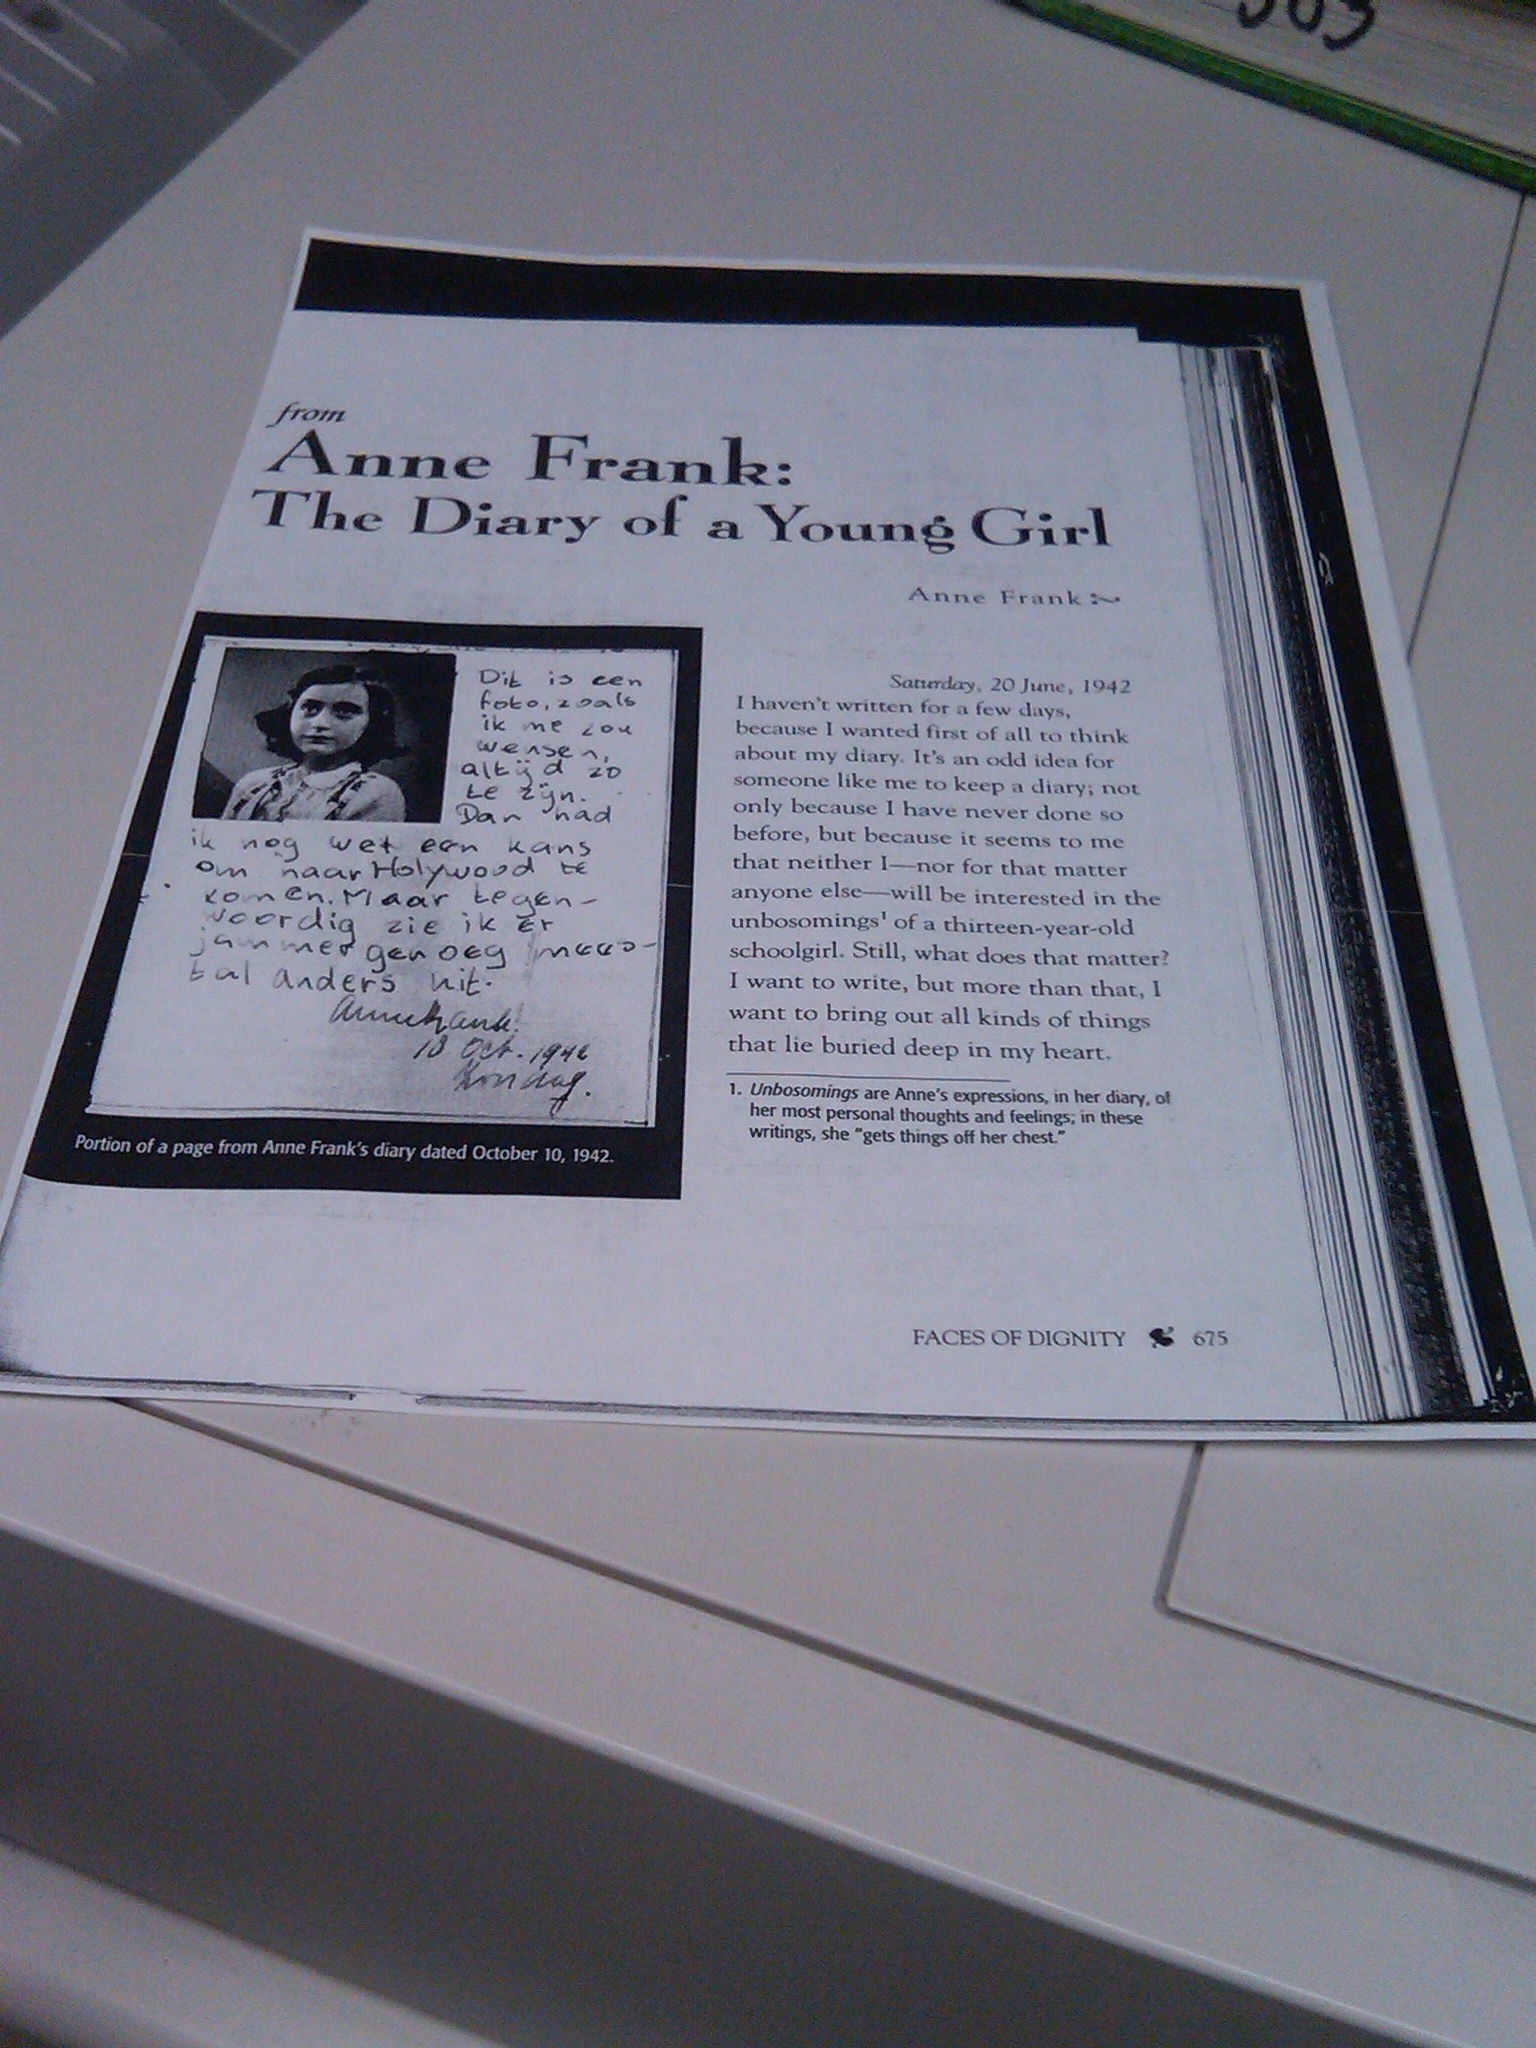 303
from
Anne Frank:
The Diary of a Young Girl
Anne Frank
Dit is een
foto, zoals
ik me zou
wensen,
altijd zo
te zijn.
Dan had
ik nog wel een kans
om naar Holywood te
komen. Maar tegen-
woordig zie ik er
jammer genoeg mees-
tal anders uit.
Anne Frank.
10 Oct. 1942
Zondag.
Portion of a page from Anne Frank's diary dated October 10, 1942.
Saturday, 20 June, 1942
I haven't written for a few days,
because I wanted first of all to think
about my diary. It's an odd idea for
someone like me to keep a diary; not
only because I have never done so
before, but because it seems to me
that neither I—nor for that matter
anyone else—will be interested in the
unbosomings¹ of a thirteen-year-old
schoolgirl. Still, what does that matter?
I want to write, but more than that, I
want to bring out all kinds of things
that lie buried deep in my heart.
1. Unbosomings are Anne's expressions, in her diary, of
her most personal thoughts and feelings; in these
writings, she "gets things off her chest."
FACES OF DIGNITY 675